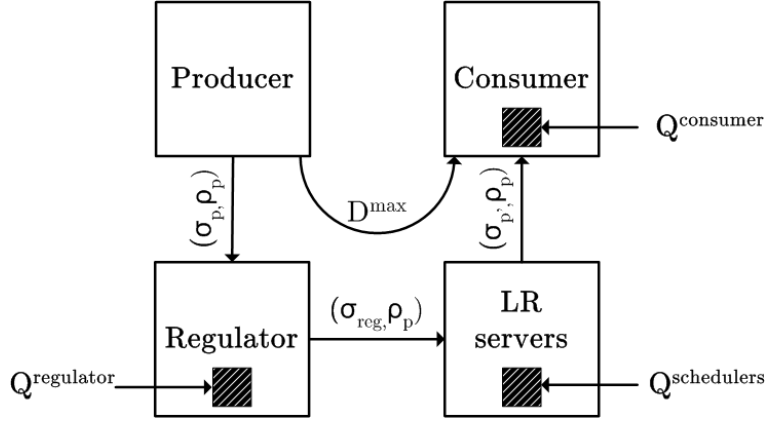 Producer
Consumer
Q^consumer
(σ_p, ρ_p)
D^max
(σ_p, ρ_p)
Regulator
(σ_reg, ρ_p)
LR
servers
Q^regulator
Q^schedulers